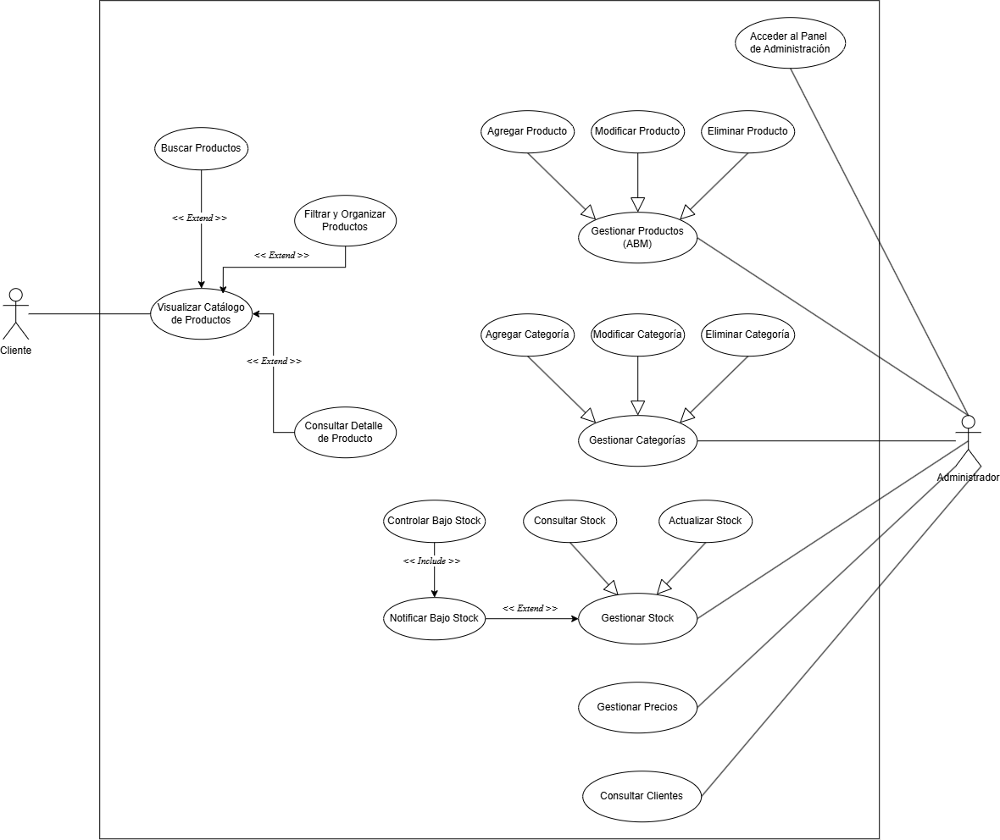 Acceder al Panel
de Administración
Agregar Producto
Modificar Producto
Eliminar Producto
Buscar Productos
<< Extend >>
Filtrar y Organizar
Productos
Gestionar Productos
(ABM)
<< Extend >>
Visualizar Catálogo
de Productos
Cliente
Agregar Categoría
Modificar Categoría
Eliminar Categoría
<< Extend >>
Consultar Detalle
de Producto
Gestionar Categorías
Administrador
Controlar Bajo Stock
Consultar Stock
Actualizar Stock
<< Include >>
Notificar Bajo Stock
<< Extend >>
Gestionar Stock
Gestionar Precios
Consultar Clientes